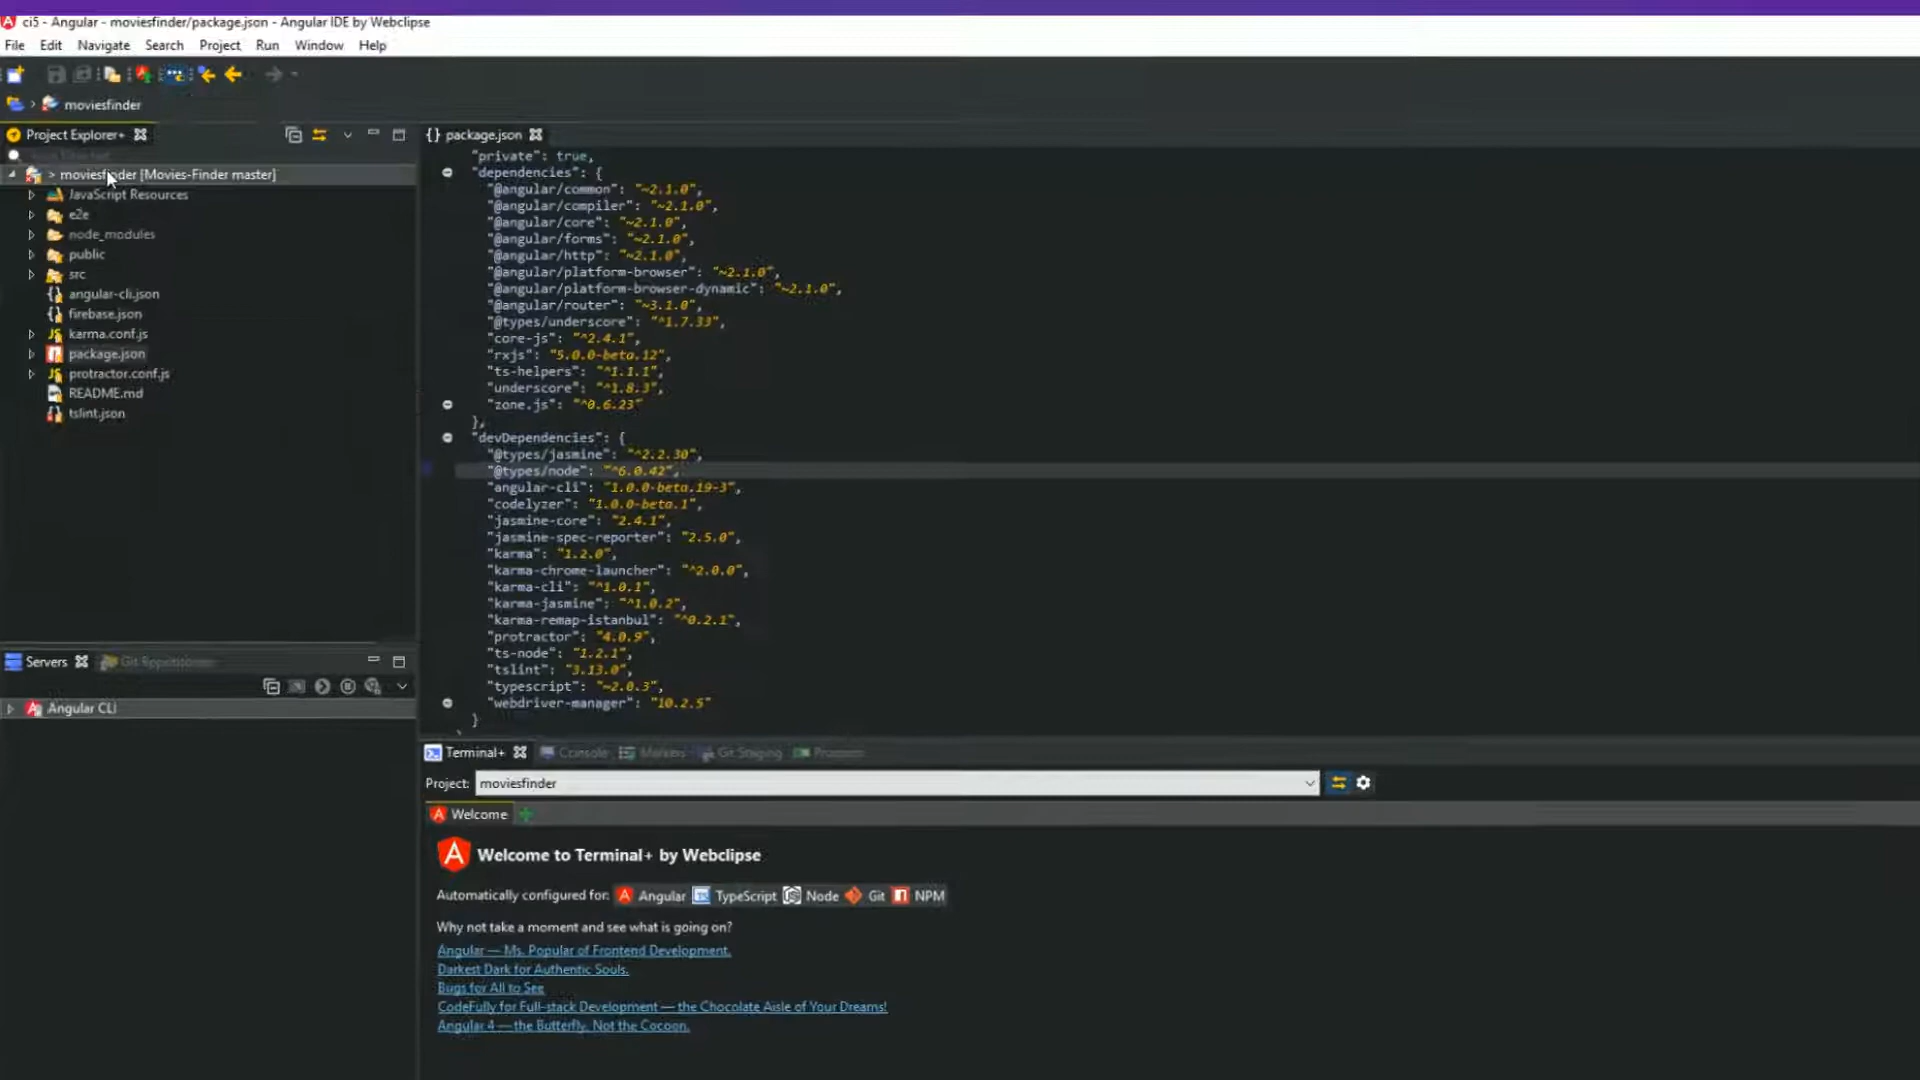 ci5 - Angular - moviesfinder/package.json - Angular IDE by Webclipse
File Edit Navigate Search Project Run Window Help
moviesfinder
Project Explorer+
> moviesfinder [Movies-Finder master]
JavaScript Resources
e2e
node_modules
public
src
angular-cli.json
firebase.json
karma.conf.js
package.json
protractor.conf.js
README.md
tslint.json
Servers Git Repositories
Angular CLI
{} package.json
"private": true,
"dependencies": {
"@angular/common": "~2.1.0",
"@angular/compiler": "~2.1.0",
"@angular/core": "~2.1.0",
"@angular/forms": "~2.1.0",
"@angular/http": "~2.1.0",
"@angular/platform-browser": "~2.1.0",
"@angular/platform-browser-dynamic": "~2.1.0",
"@angular/router": "~3.1.0",
"@types/underscore": "^1.7.33",
"core-js": "^2.4.1",
"rxjs": "5.0.0-beta.12",
"ts-helpers": "^1.1.1",
"underscore": "^1.8.3",
"zone.js": "^0.6.23"
},
"devDependencies": {
"@types/jasmine": "^2.2.30",
"@types/node": "^6.0.42",
"angular-cli": "1.0.0-beta.19-3",
"codelyzer": "1.0.0-beta.1",
"jasmine-core": "2.4.1",
"jasmine-spec-reporter": "2.5.0",
"karma": "1.2.0",
"karma-chrome-launcher": "^2.0.0",
"karma-cli": "^1.0.1",
"karma-jasmine": "^1.0.2",
"karma-remap-istanbul": "^0.2.1",
"protractor": "4.0.9",
"ts-node": "1.2.1",
"tslint": "3.13.0",
"typescript": "~2.0.3",
"webdriver-manager": "10.2.5"
}
Terminal+ Console Markers Git Staging Progress
Project: moviesfinder
Welcome
Welcome to Terminal+ by Webclipse
Automatically configured for: Angular TypeScript Node Git NPM
Why not take a moment and see what is going on?
Angular — Ms. Popular of Frontend Development.
Darkest Dark for Authentic Souls.
Bugs for All to See
CodeFully for Full-stack Development — the Chocolate Aisle of Your Dreams!
Angular 4 — the Butterfly, Not the Cocoon.